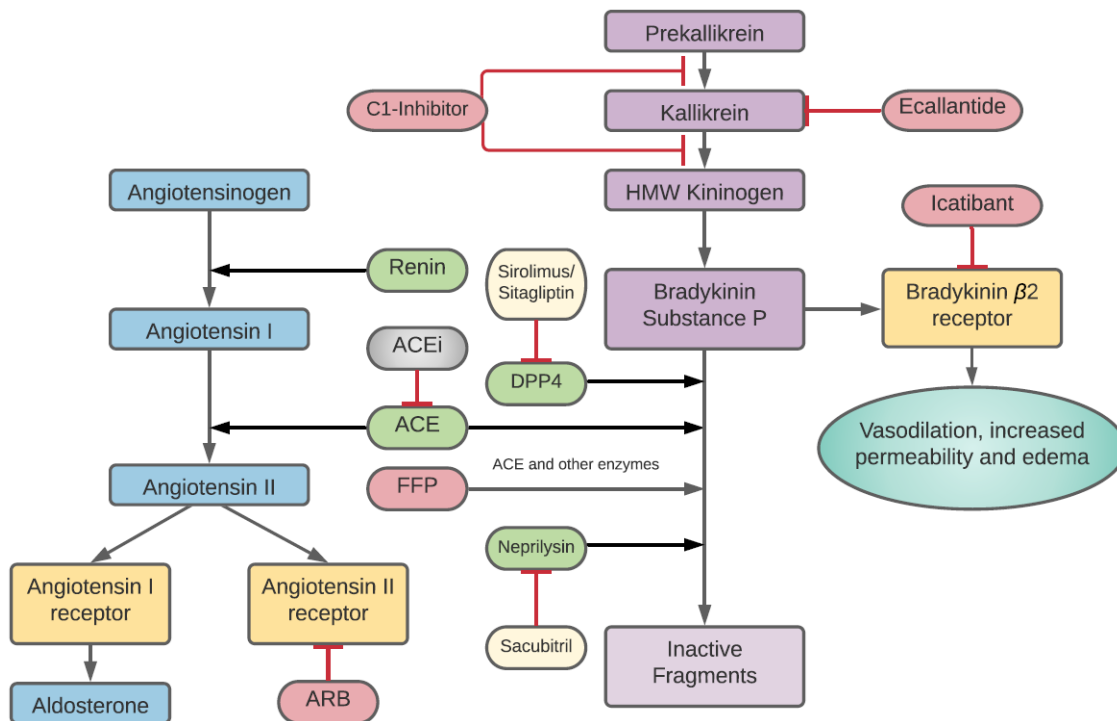 Prekallikrein
C1-Inhibitor
Kallikrein
Ecallantide
Angiotensinogen
HMW Kininogen
Icatibant
Renin
Sirolimus/
Sitagliptin
Bradykinin
Substance P
Bradykinin β2
receptor
Angiotensin I
ACEi
DPP4
ACE
Vasodilation, increased
permeability and edema
ACE and other enzymes
Angiotensin II
FFP
Neprilysin
Angiotensin I
receptor
Angiotensin II
receptor
Sacubitril
Inactive
Fragments
Aldosterone
ARB